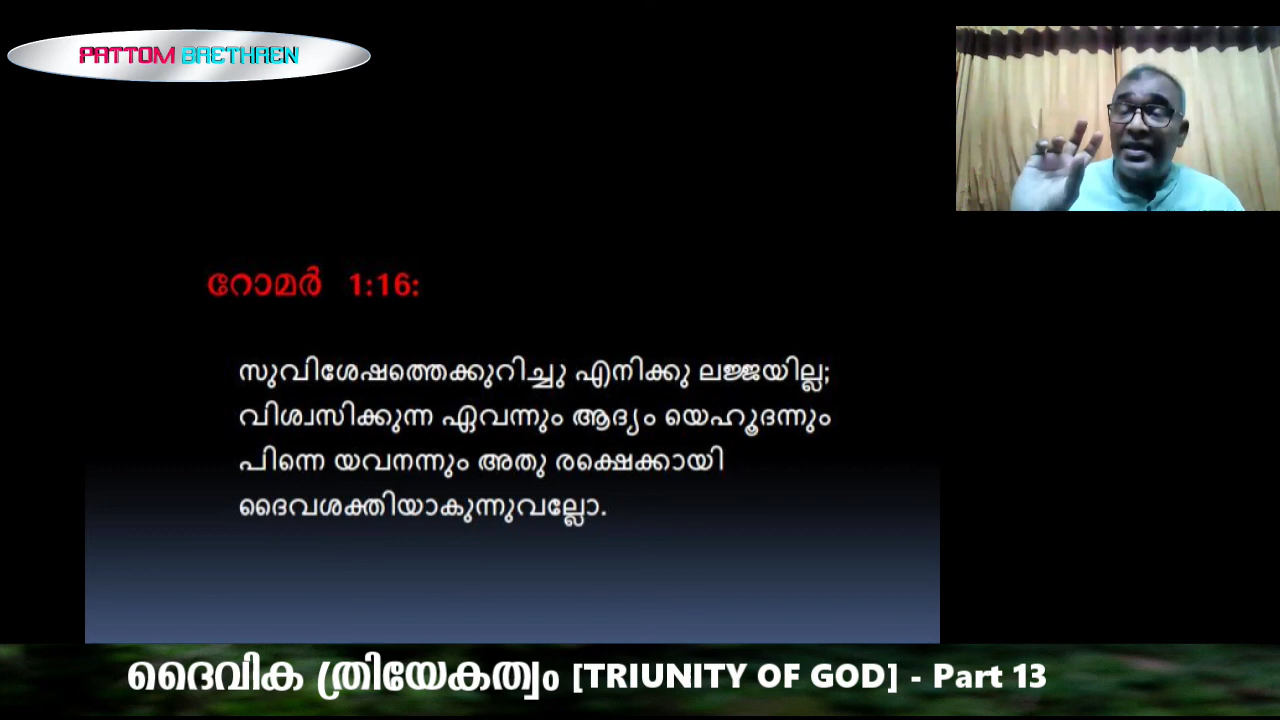 PATTOM BRETHREN
റോമർ 1:16:
സുവിശേഷത്തെക്കുറിച്ചു എനിക്കു ലജ്ജയില്ല;
വിശ്വസിക്കുന്ന ഏവന്നും ആദ്യം യെഹൂദന്നും
പിന്നെ യവനന്നും അതു രക്ഷെക്കായി
ദൈവശക്തിയാകുന്നുവല്ലോ.
ദൈവിക ത്രിയേകത്വം [TRIUNITY OF GOD] - Part 13